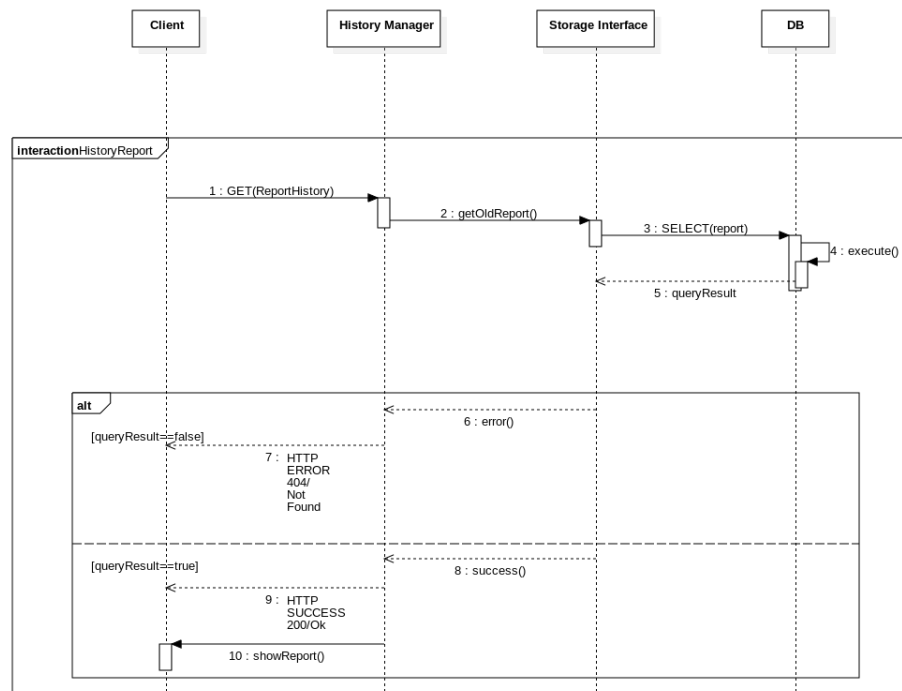 Client
History Manager
Storage Interface
DB
interactionHistoryReport
1 : GET(ReportHistory)
2 : getOldReport()
3 : SELECT(report)
4 : execute()
5 : queryResult
alt
6 : error()
[queryResult==false]
7 : HTTP
ERROR
404/
Not
Found
8 : success()
[queryResult==true]
9 : HTTP
SUCCESS
200/Ok
10 : showReport()